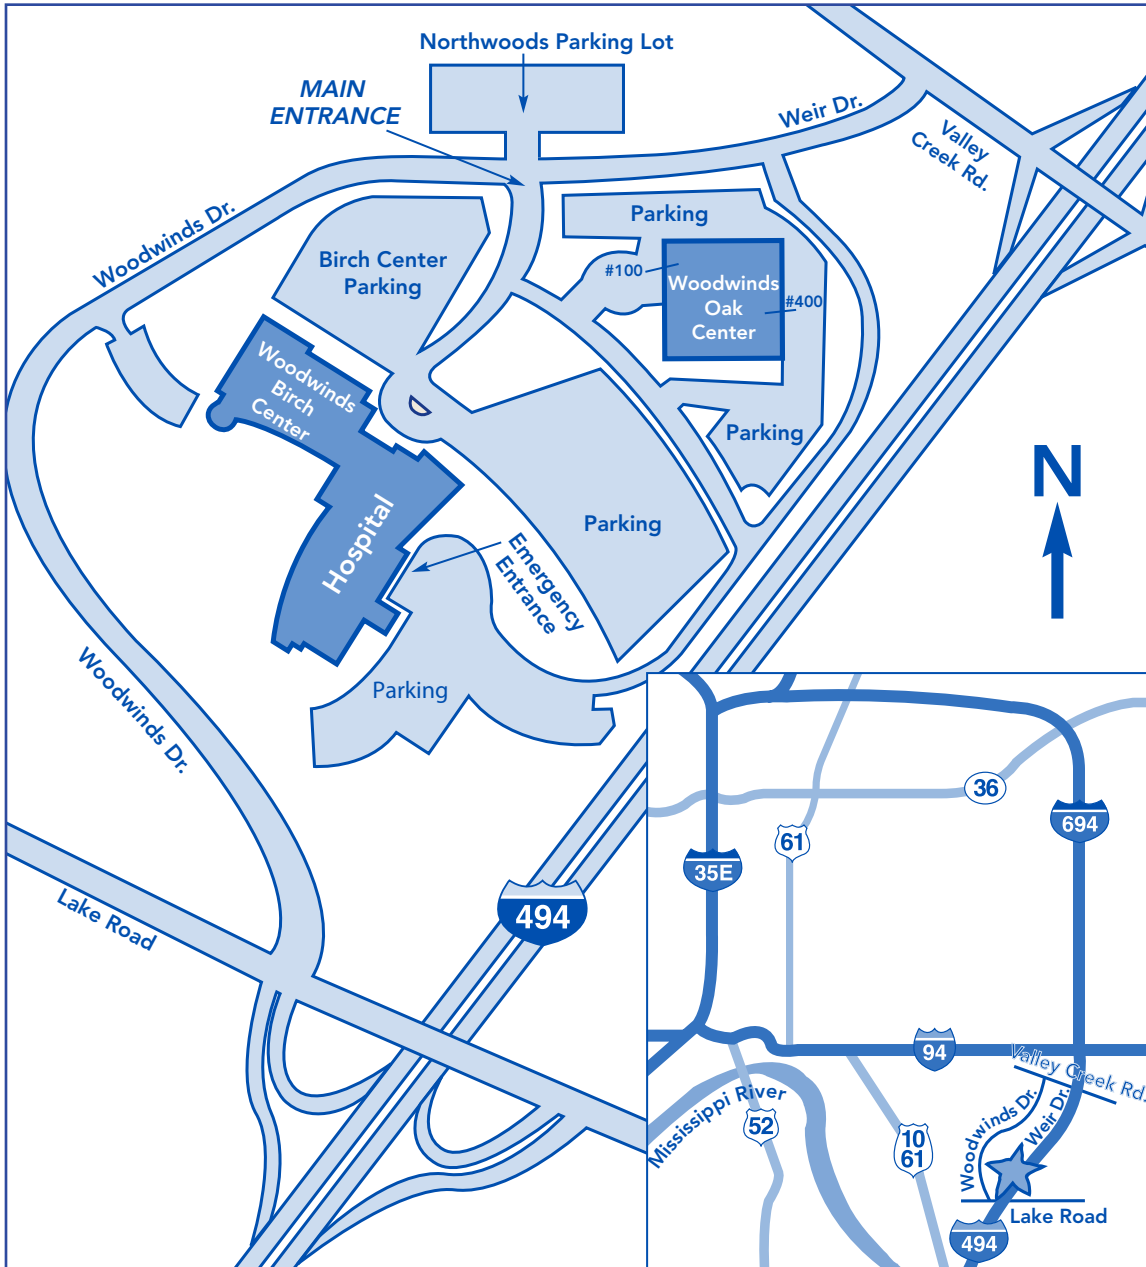 Northwoods Parking Lot
MAIN
ENTRANCE
Weir Dr.
Valley
Creek Rd.
Woodwinds Dr.
Parking
Birch Center
Parking
#100
Woodwinds
Oak
Center
#400
Woodwinds
Birch
Center
Parking
N
Hospital
Parking
Emergency
Entrance
Woodwinds Dr.
Parking
Lake Road
494
36
61
694
35E
94
Valley Creek Rd.
Mississippi River
52
10
61
Woodwinds Dr.
Weir Dr.
Lake Road
494